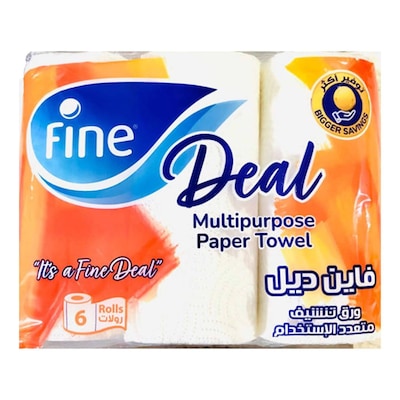 توفير أكثر
BIGGER SAVINGS
fine
Deal
Multipurpose
Paper Towel
"It's a Fine Deal"
6 Rolls
رولات
فاين ديل
ورق تنشيف
متعدد الإستخدام